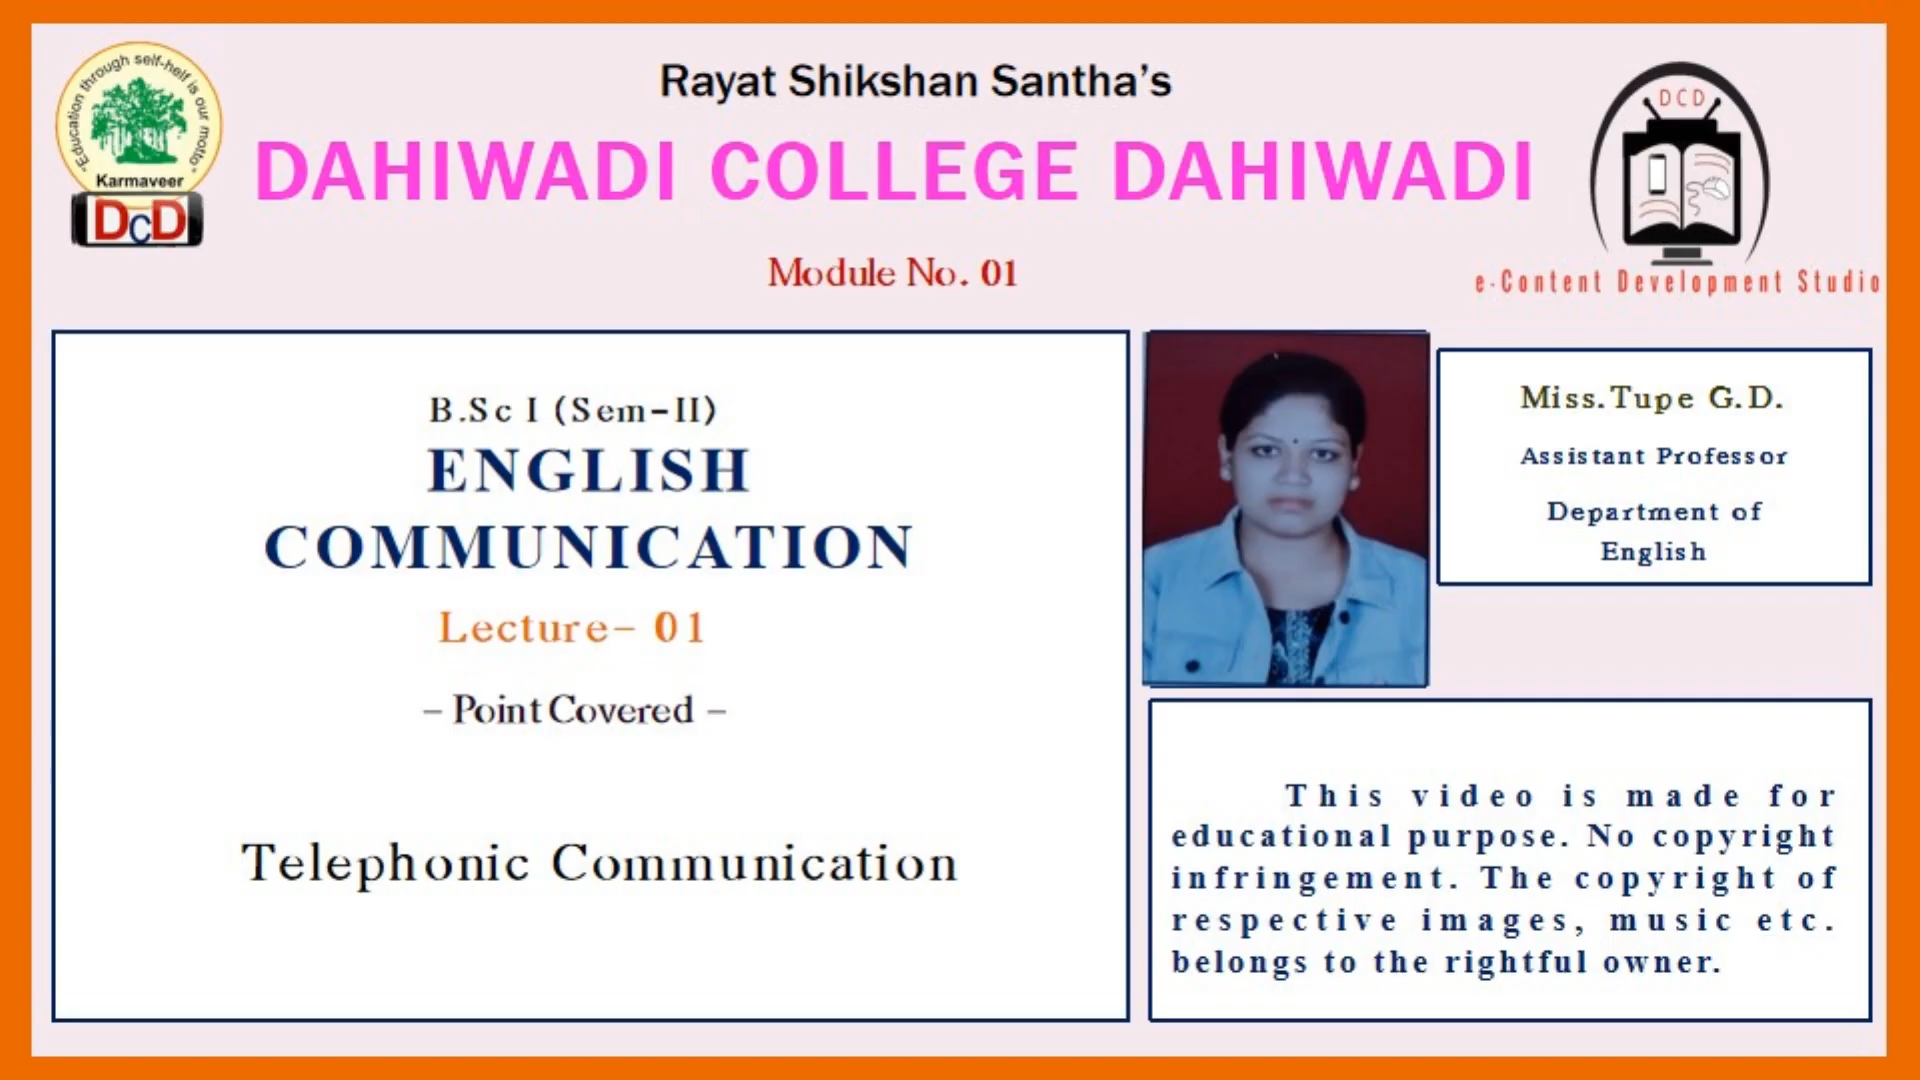 "Education through self-helf is our motto"
Karmaveer
DcD
Rayat Shikshan Santha's
DAHIWADI COLLEGE DAHIWADI
Module No. 01
DCD
e-Content Development Studio
B.Sc I (Sem-II)
ENGLISH
COMMUNICATION
Lecture- 01
- Point Covered -
Telephonic Communication
Miss.Tupe G.D.
Assistant Professor
Department of
English
This video is made for
educational purpose. No copyright
infringement. The copyright of
respective images, music etc.
belongs to the rightful owner.